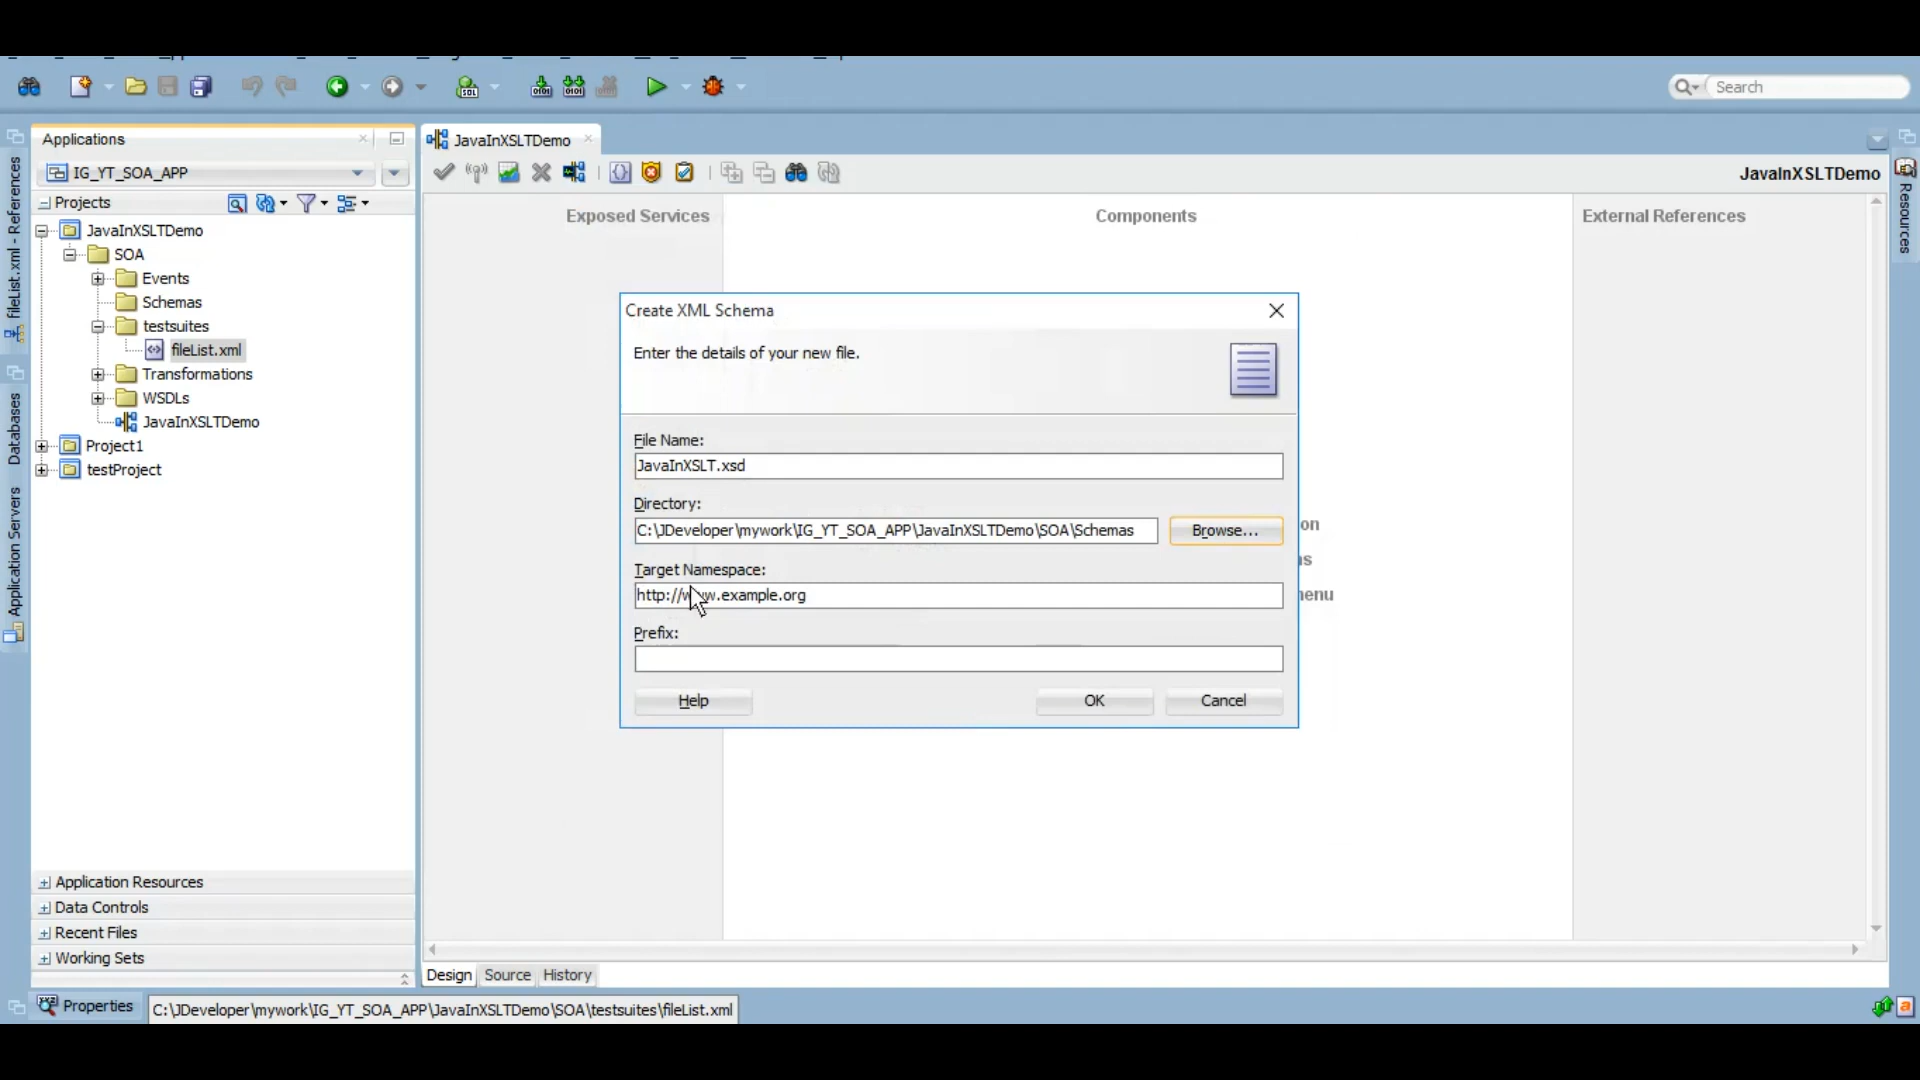 Search
Applications
IG_YT_SOA_APP
Projects
JavaInXSLTDemo
SOA
Events
Schemas
testsuites
fileList.xml
Transformations
WSDLs
JavaInXSLTDemo
Project1
testProject
Application Resources
Data Controls
Recent Files
Working Sets
fileList.xml - References
Databases
Application Servers
JavaInXSLTDemo
JavaInXSLTDemo
Exposed Services
Components
External References
Resources
Create XML Schema
Enter the details of your new file.
File Name:
JavaInXSLT.xsd
Directory:
C:\JDeveloper\mywork\IG_YT_SOA_APP\JavaInXSLTDemo\SOA\Schemas
Browse...
Target Namespace:
http://www.example.org
Prefix:
Help
OK
Cancel
on
s
enu
Design
Source
History
Properties
C:\JDeveloper\mywork\IG_YT_SOA_APP\JavaInXSLTDemo\SOA\testsuites\fileList.xml